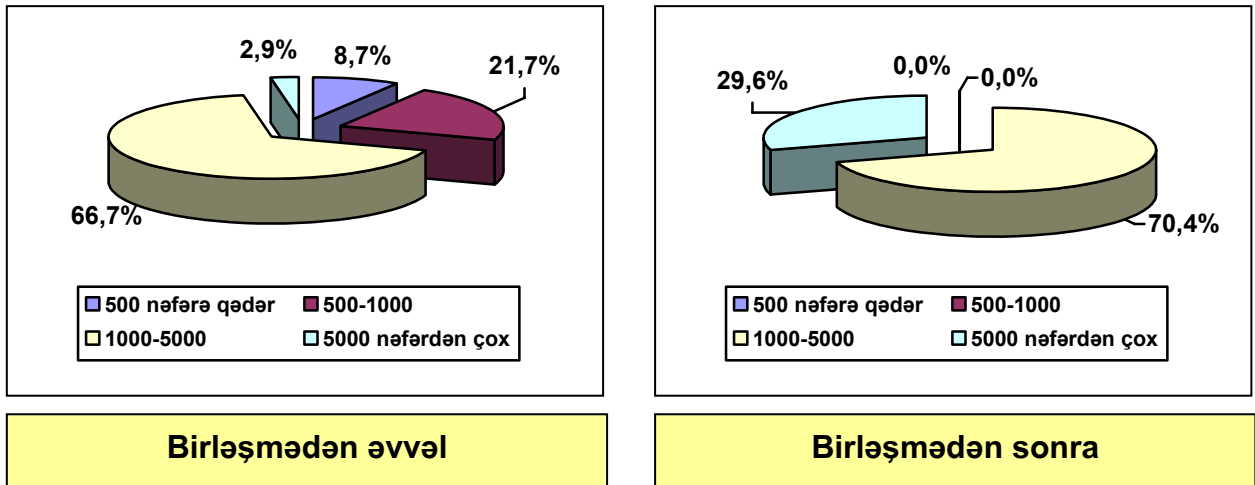 2,9%
8,7%
21,7%
66,7%
500 nəfərə qədər
500-1000
1000-5000
5000 nəfərdən çox
Birləşmədən əvvəl
0,0%
0,0%
29,6%
70,4%
500 nəfərə qədər
500-1000
1000-5000
5000 nəfərdən çox
Birləşmədən sonra